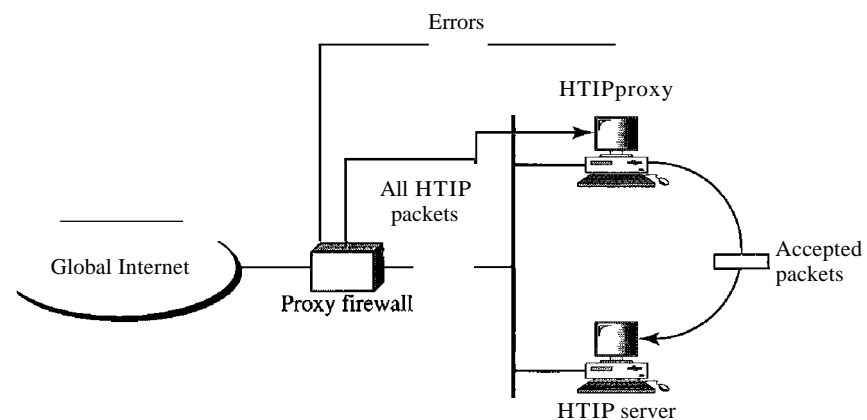 Errors
HTIPproxy
All HTIP
packets
Global Internet
Accepted
packets
Proxy firewall
HTIP server